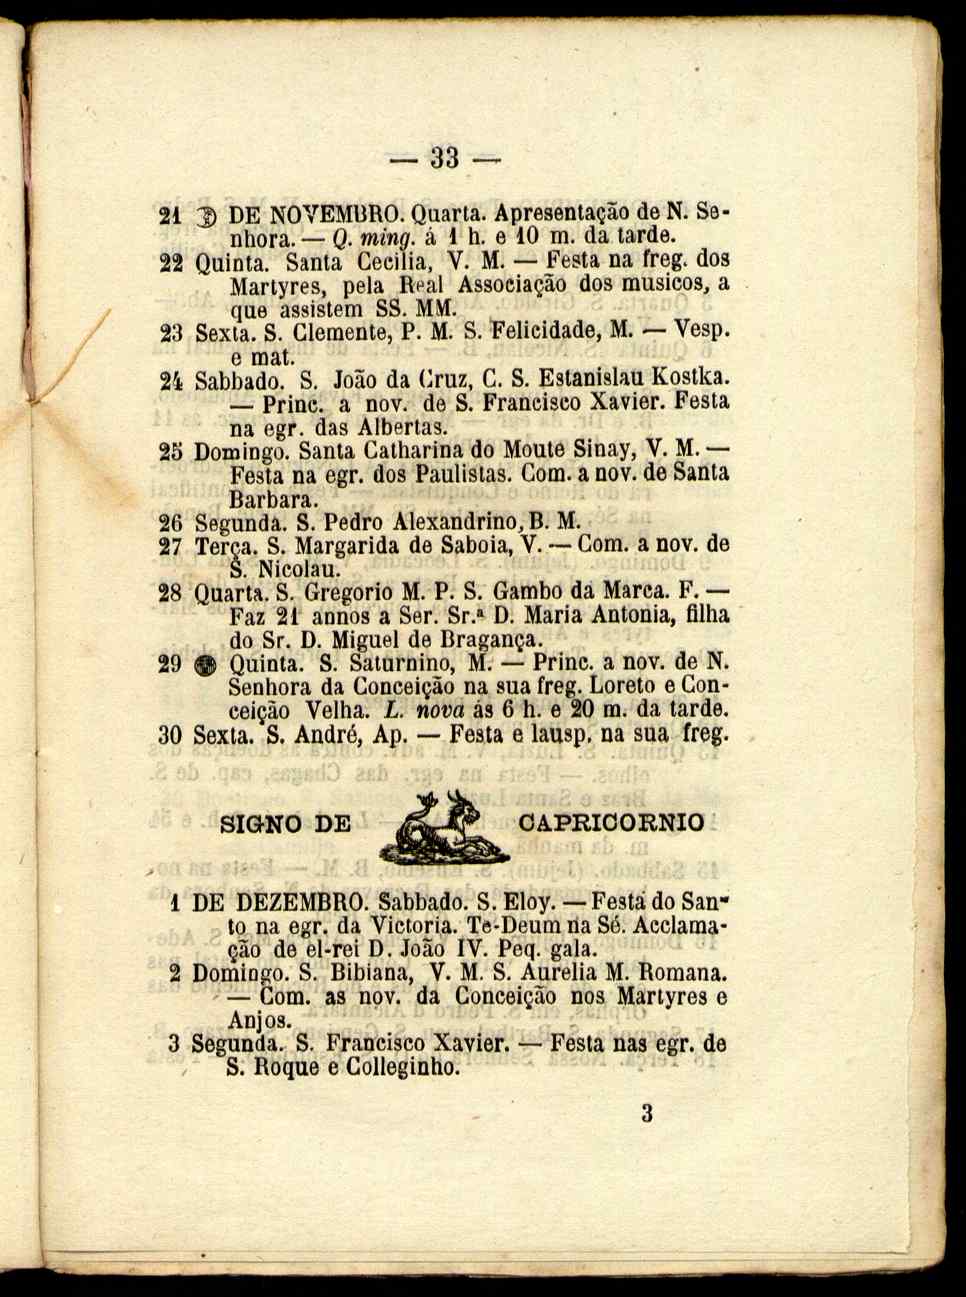 — 33 —
21 DE NOVEMBRO. Quarta. Apresentação de N. Se-
nhora. — Q. ming. á 1 h. e 10 m. da tarde.
22 Quinta. Santa Cecilia, V. M. — Festa na freg. dos
Martyres, pela Real Associação dos musicos, a
que assistem SS. MM.
23 Sexta. S. Clemente, P. M. S. Felicidade, M. — Vesp.
e mat.
24 Sabbado. S. João da Cruz, C. S. Estanislau Kostka.
— Princ. a nov. de S. Francisco Xavier. Festa
na egr. das Albertas.
25 Domingo. Santa Catharina do Moute Sinay, V. M. —
Festa na egr. dos Paulistas. Com. a nov. de Santa
Barbara.
26 Segunda. S. Pedro Alexandrino, B. M.
27 Terça. S. Margarida de Saboia, V. — Com. a nov. de
S. Nicolau.
28 Quarta. S. Gregorio M. P. S. Gambo da Marca. F. —
Faz 21 annos a Ser. Sr.ª D. Maria Antonia, filha
do Sr. D. Miguel de Bragança.
29 Quinta. S. Saturnino, M. — Princ. a nov. de N.
Senhora da Conceição na sua freg. Loreto e Con-
ceição Velha. L. nova ás 6 h. e 20 m. da tarde.
30 Sexta. S. André, Ap. — Festa e lausp. na sua freg.
SIGNO DE CAPRICORNIO
1 DE DEZEMBRO. Sabbado. S. Eloy. — Festa do San-
to na egr. da Victoria. Te-Deum na Sé. Acclama-
ção de el-rei D. João IV. Peq. gala.
2 Domingo. S. Bibiana, V. M. S. Aurelia M. Romana.
— Com. as nov. da Conceição nos Martyres e
Anjos.
3 Segunda. S. Francisco Xavier. — Festa nas egr. de
S. Roque e Colleginho.
3